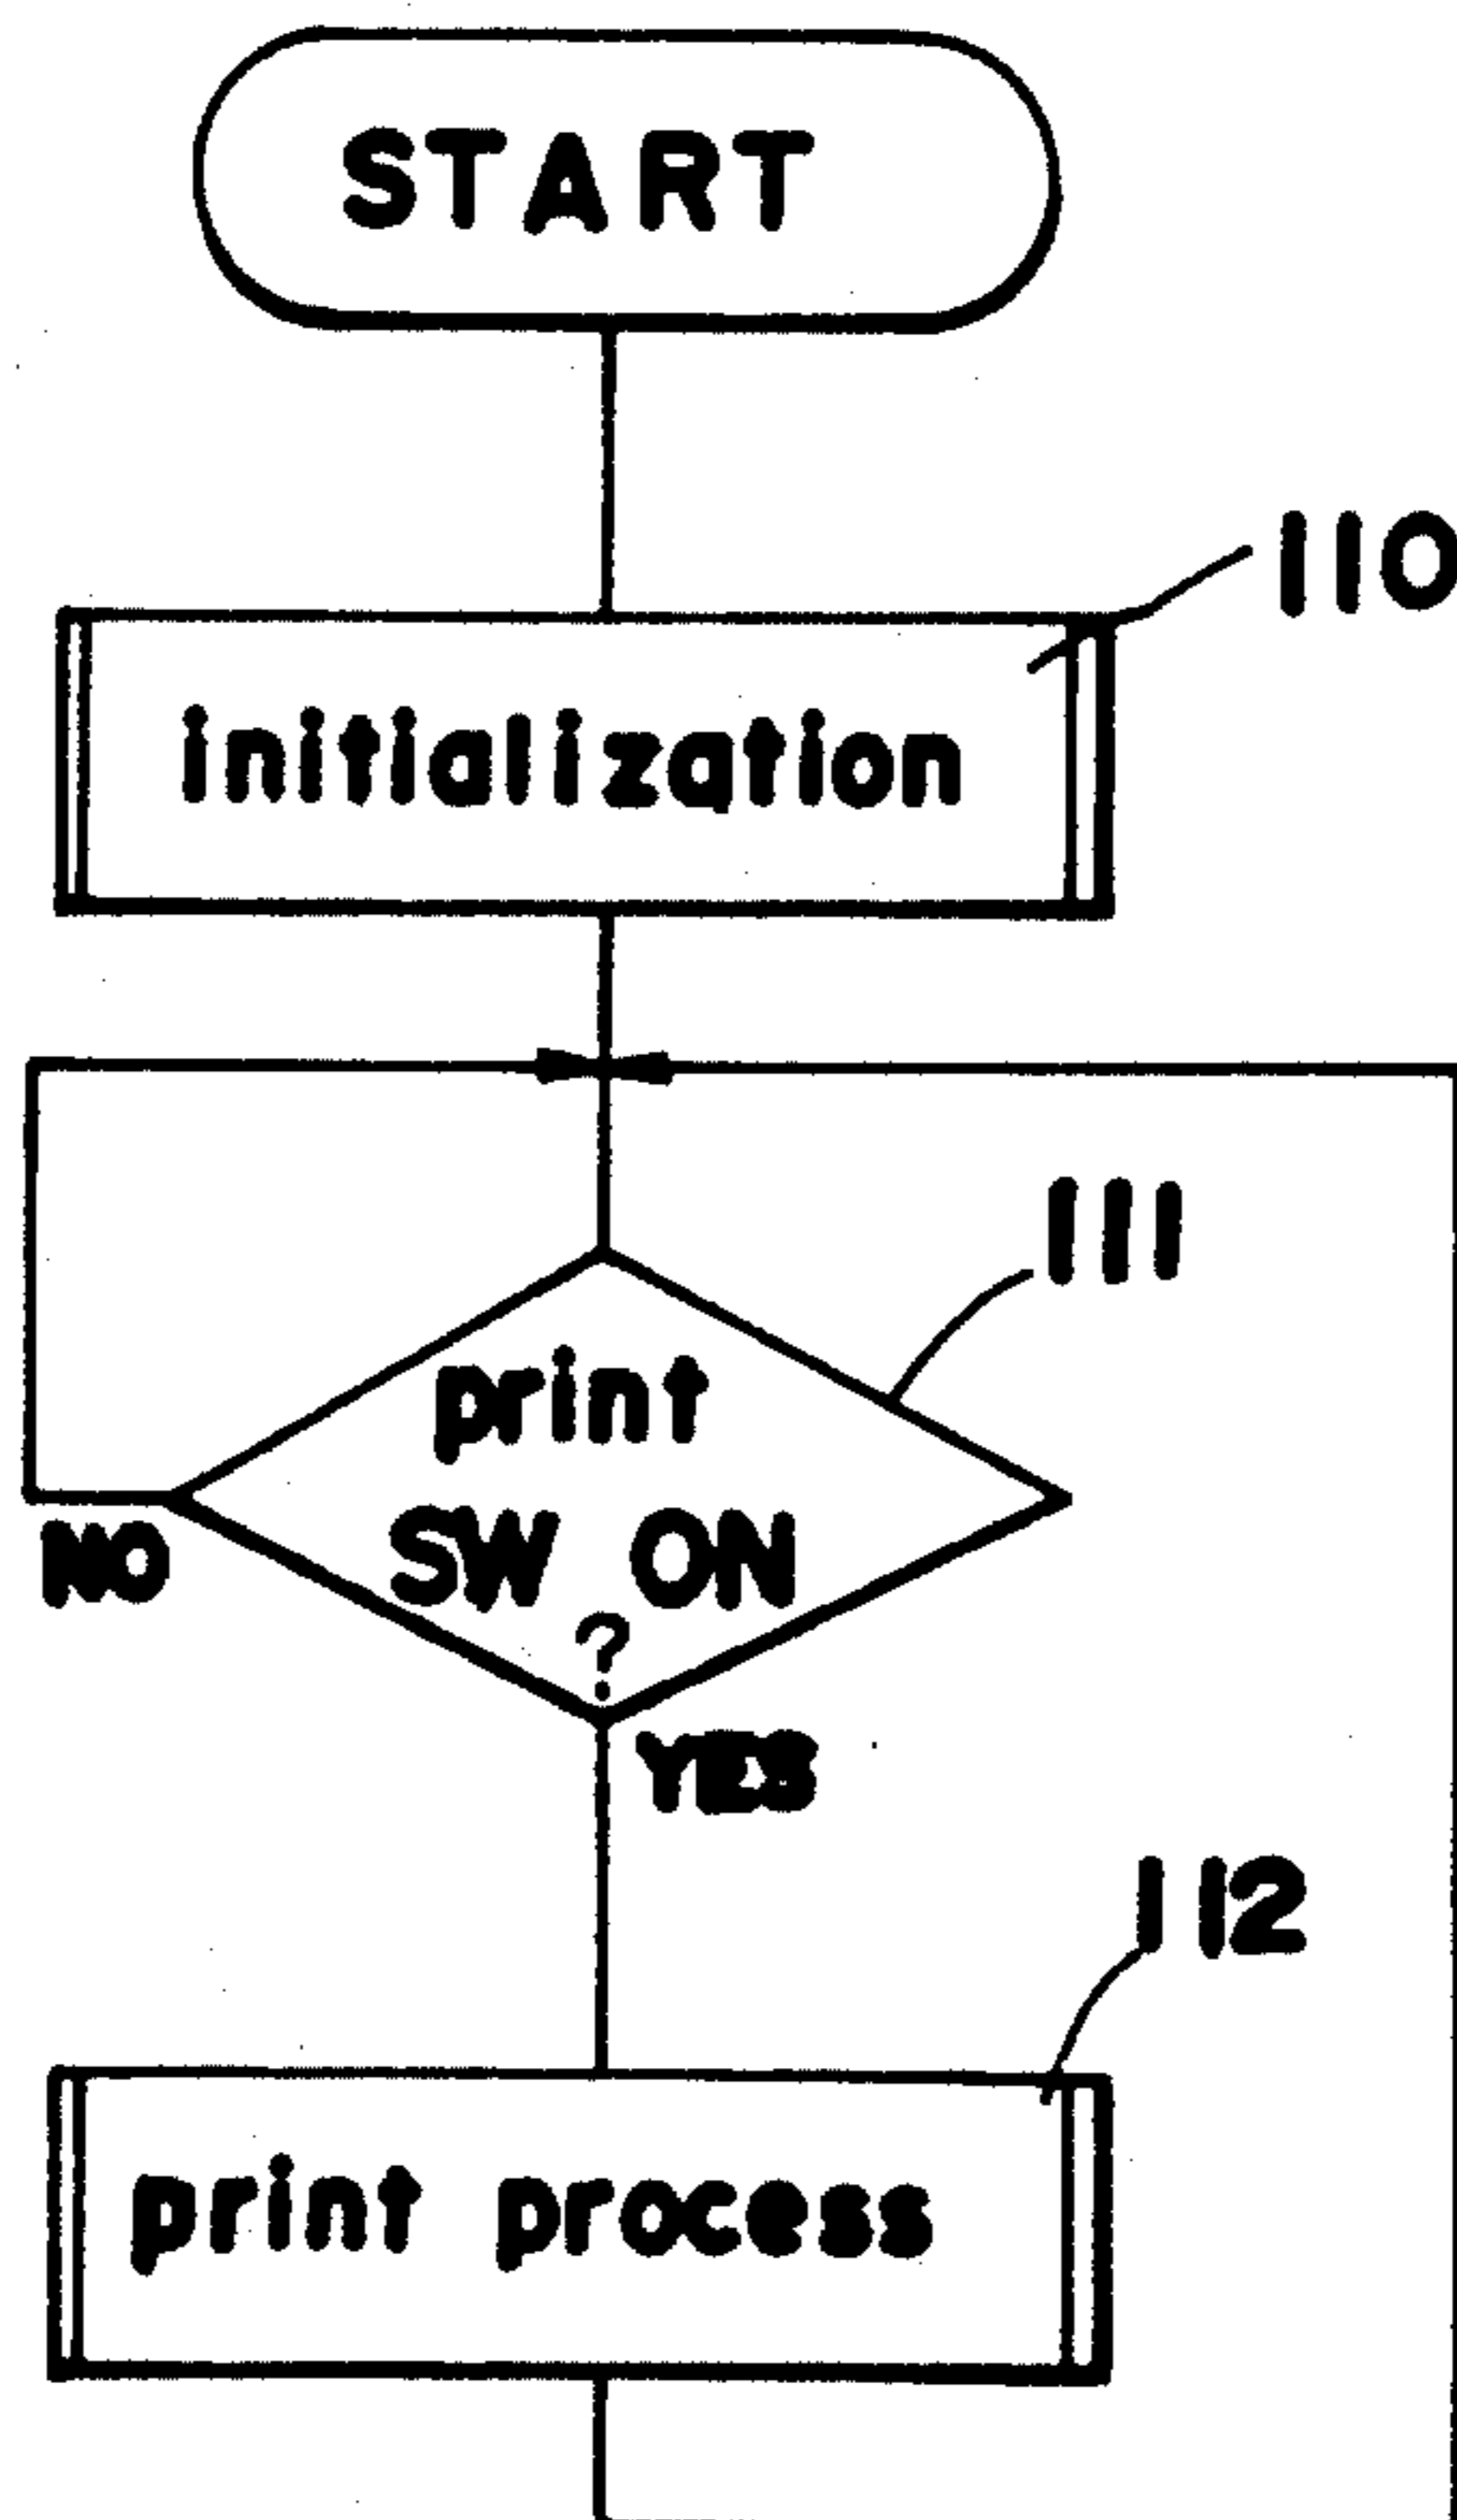 START
110
initialization
111
print
SW ON
?
NO
YES
112
print process